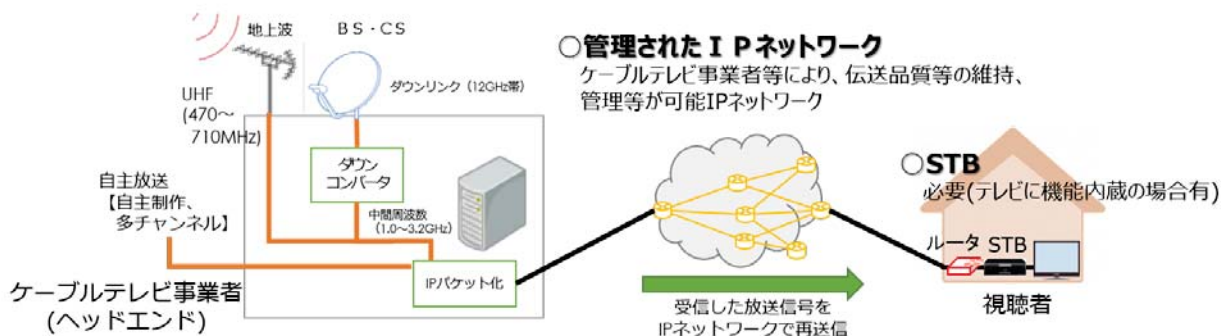 地上波
BS・CS
UHF
(470～
710MHz)
ダウンリンク（12GHz帯）
ダウン
コンバータ
中間周波数
(1.0～3.2GHz)
自主放送
【自主制作、
多チャンネル】
IPパケット化
ケーブルテレビ事業者
(ヘッドエンド)
○管理されたＩＰネットワーク
ケーブルテレビ事業者等により、伝送品質等の維持、
管理等が可能IPネットワーク
受信した放送信号を
IPネットワークで再送信
○STB
必要(テレビに機能内蔵の場合有)
ルータ
STB
視聴者